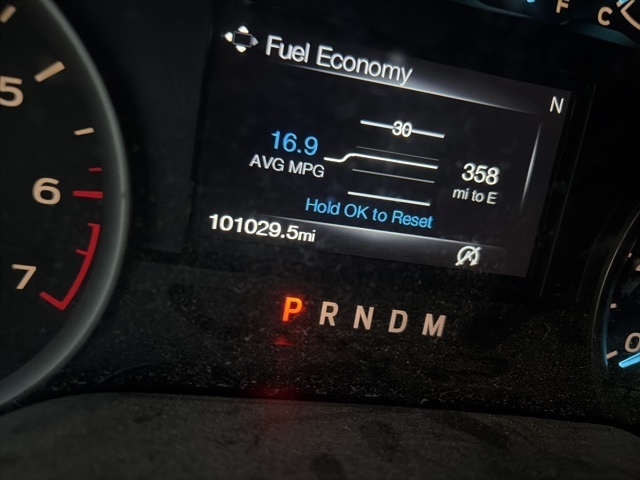 F
C
Fuel Economy
N
5
30
16.9
AVG MPG
358
mi to E
6
Hold OK to Reset
101029.5mi
A
7
P R N D M
0